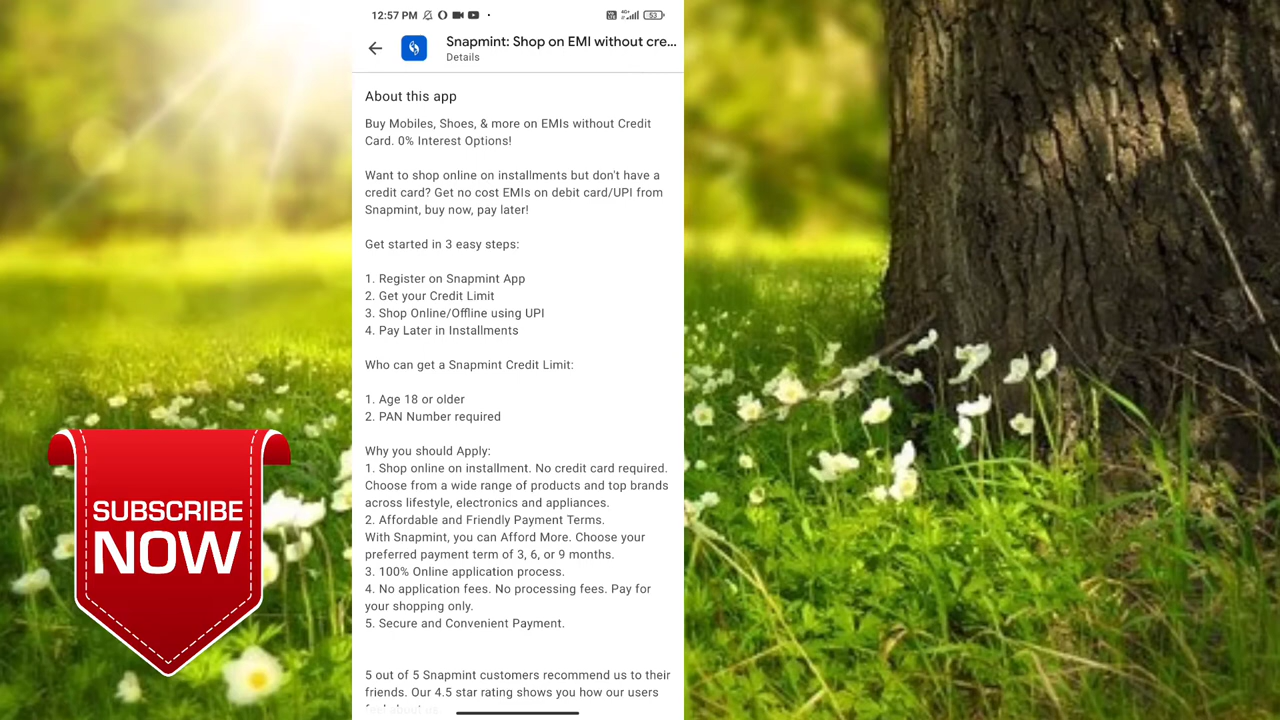 12:57 PM
53
Snapmint: Shop on EMI without cre...
Details
About this app
Buy Mobiles, Shoes, & more on EMIs without Credit
Card. 0% Interest Options!
Want to shop online on installments but don't have a
credit card? Get no cost EMIs on debit card/UPI from
Snapmint, buy now, pay later!
Get started in 3 easy steps:
1. Register on Snapmint App
2. Get your Credit Limit
3. Shop Online/Offline using UPI
4. Pay Later in Installments
Who can get a Snapmint Credit Limit:
1. Age 18 or older
2. PAN Number required
Why you should Apply:
1. Shop online on installment. No credit card required.
Choose from a wide range of products and top brands
across lifestyle, electronics and appliances.
2. Affordable and Friendly Payment Terms.
With Snapmint, you can Afford More. Choose your
preferred payment term of 3, 6, or 9 months.
3. 100% Online application process.
4. No application fees. No processing fees. Pay for
your shopping only.
5. Secure and Convenient Payment.
5 out of 5 Snapmint customers recommend us to their
friends. Our 4.5 star rating shows you how our users
SUBSCRIBE
NOW